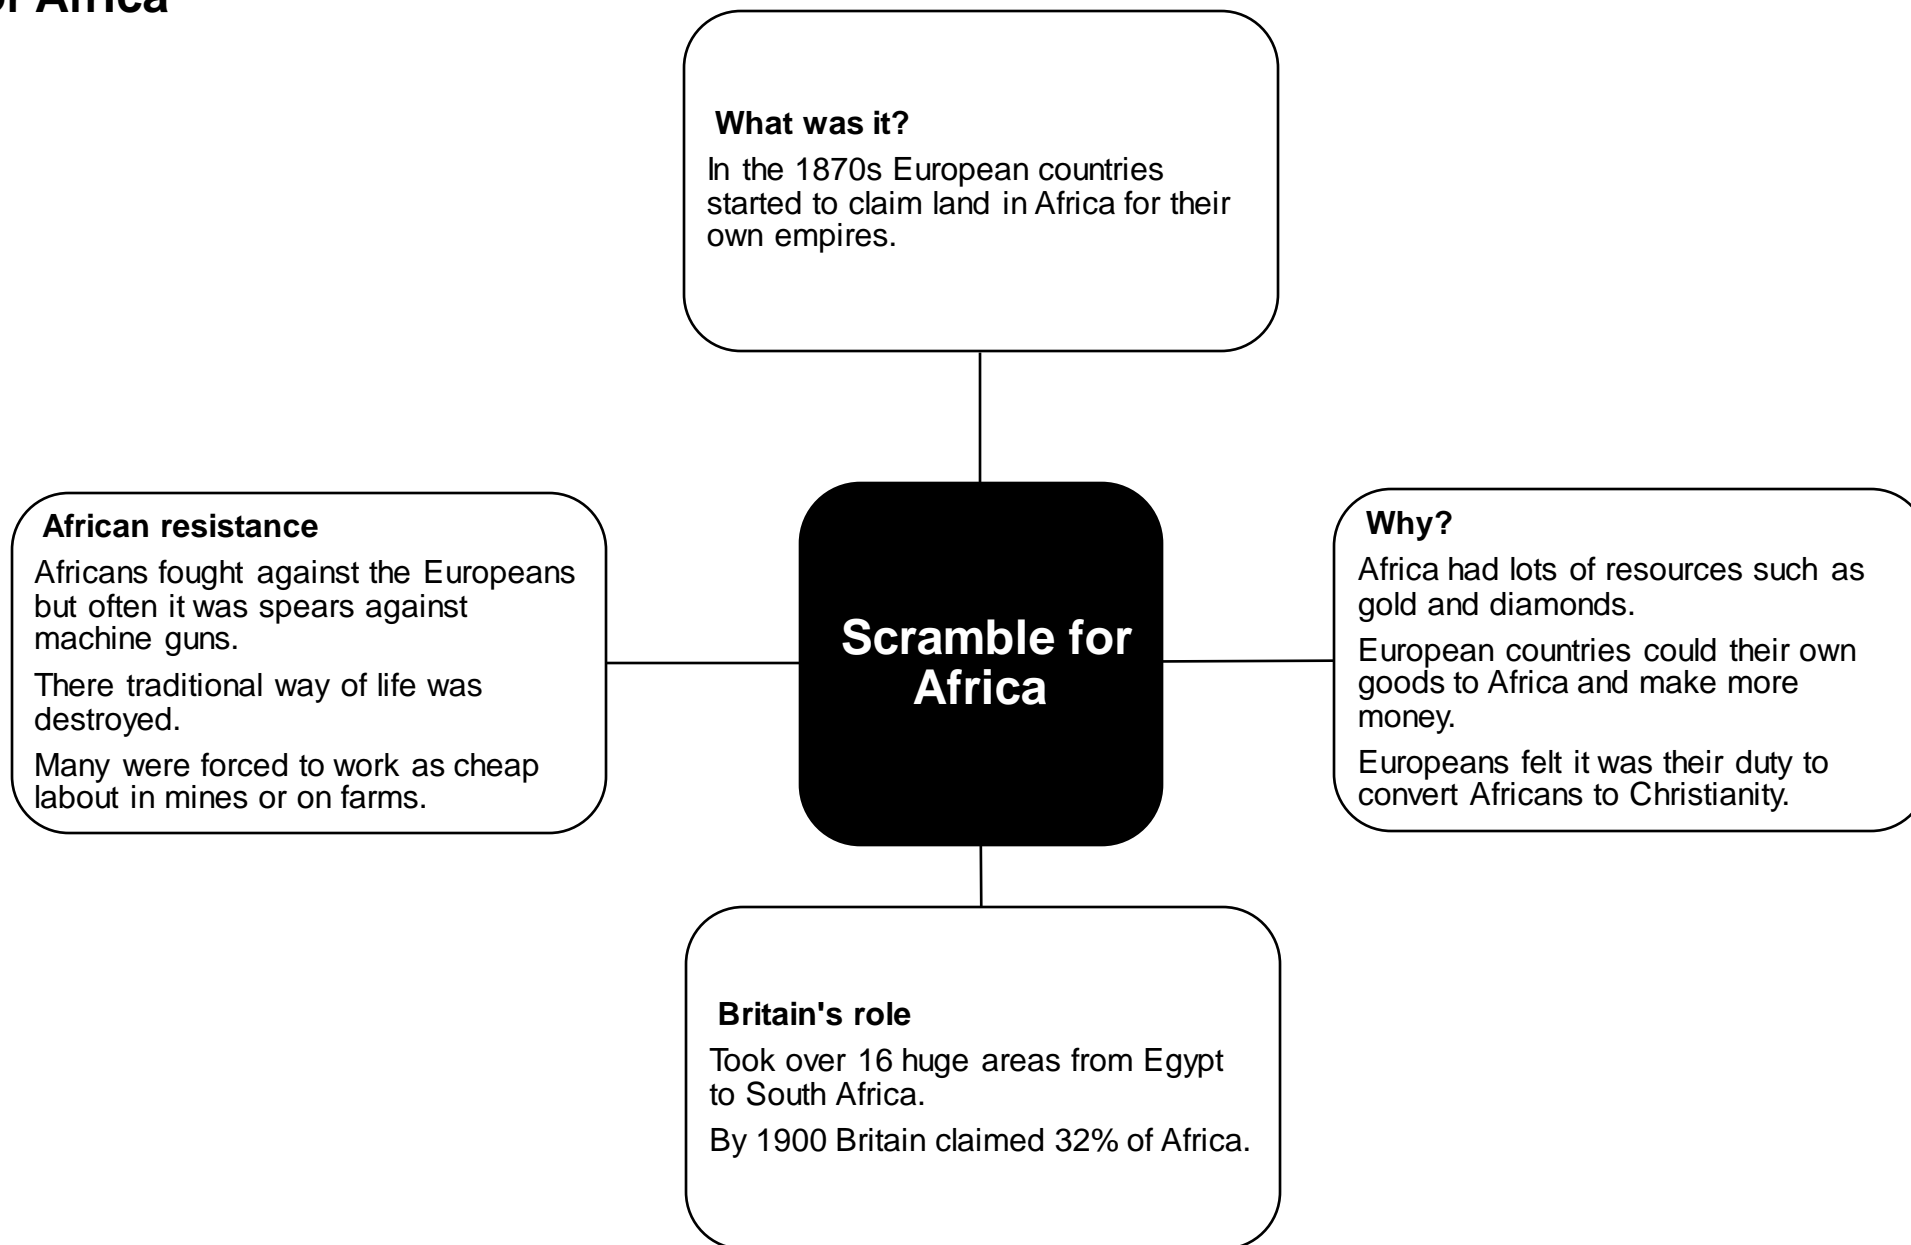 of Africa
What was it?
In the 1870s European countries
started to claim land in Africa for their
own empires.
African resistance
Africans fought against the Europeans
but often it was spears against
machine guns.
There traditional way of life was
destroyed.
Many were forced to work as cheap
labout in mines or on farms.
Scramble for
Africa
Why?
Africa had lots of resources such as
gold and diamonds.
European countries could their own
goods to Africa and make more
money.
Europeans felt it was their duty to
convert Africans to Christianity.
Britain's role
Took over 16 huge areas from Egypt
to South Africa.
By 1900 Britain claimed 32% of Africa.